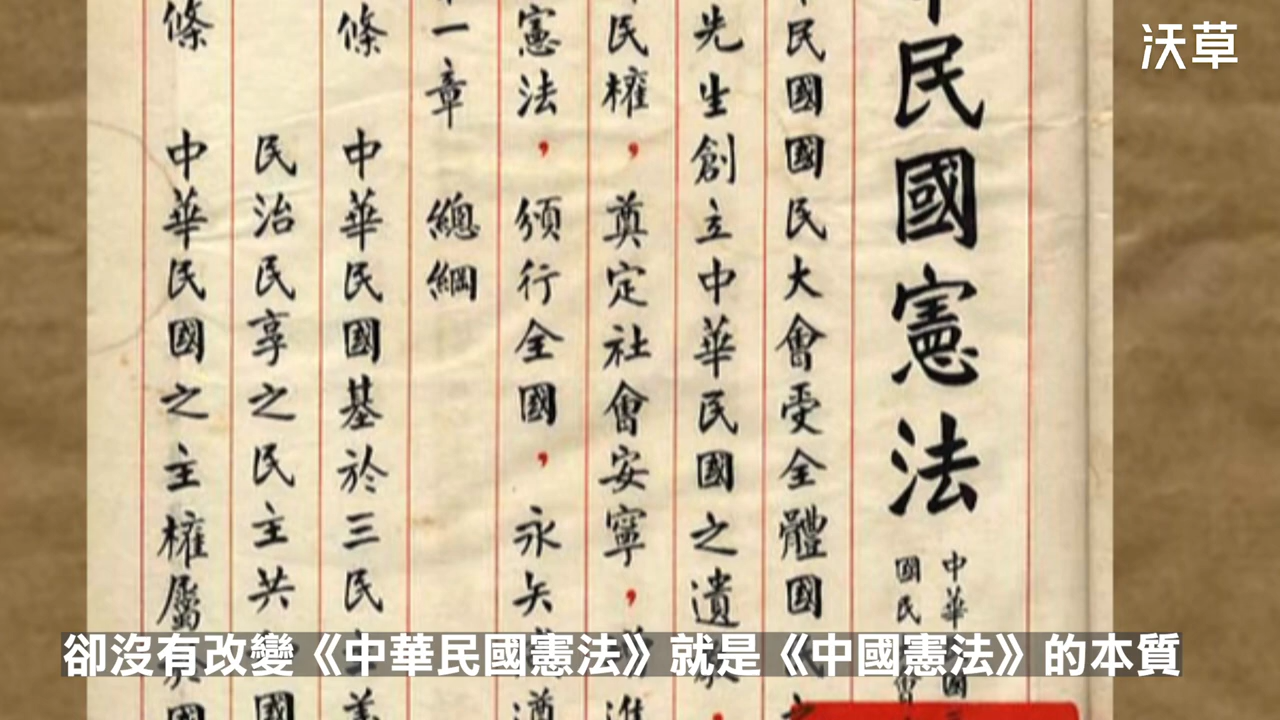 沃草
民國憲法
中華
國民
民國國民大會受全體國
先生創立中華民國之遺
民權，奠定社會安寧，
憲法，頒行全國，永矢
一章　總綱
條　中華民國基於三民
民治民享之民主共
條　中華民國之主權屬
卻沒有改變《中華民國憲法》就是《中國憲法》的本質